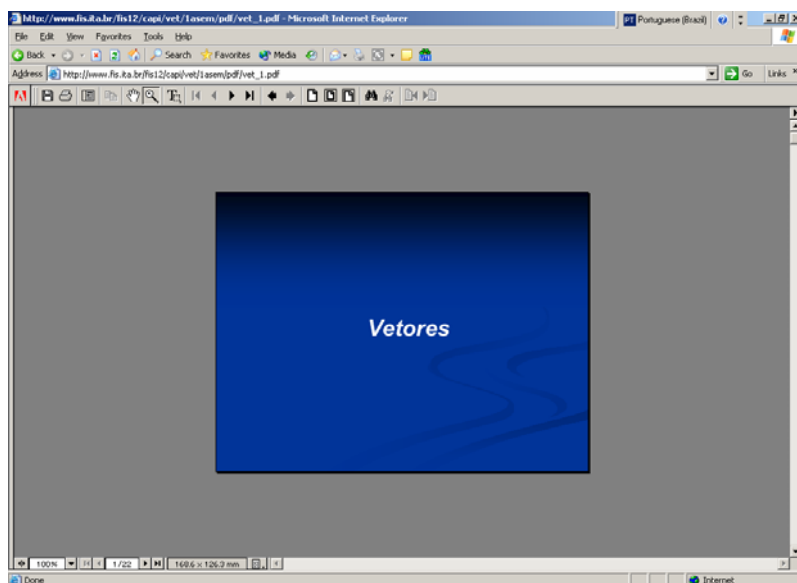 http://www.fis.ita.br/fis12/capi/vet/1asem/pdf/vet_1.pdf - Microsoft Internet Explorer
PT Portuguese (Brazil)
File Edit View Favorites Tools Help
Back Search Favorites Media
Address http://www.fis.ita.br/fis12/capi/vet/1asem/pdf/vet_1.pdf Go Links
Vetores
100% 1/22 168.6 x 126.3 mm
Done Internet